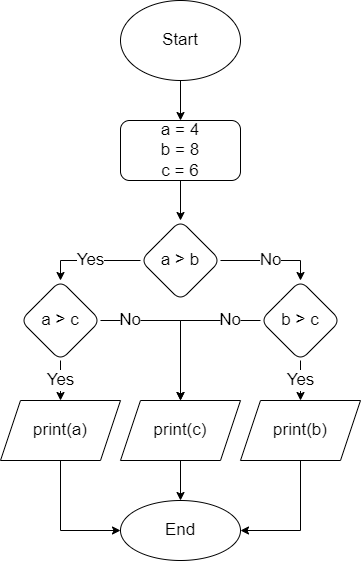 Start
a = 4
b = 8
c = 6
a > b
Yes
No
a > c
No
No
b > c
Yes
Yes
print(a)
print(c)
print(b)
End